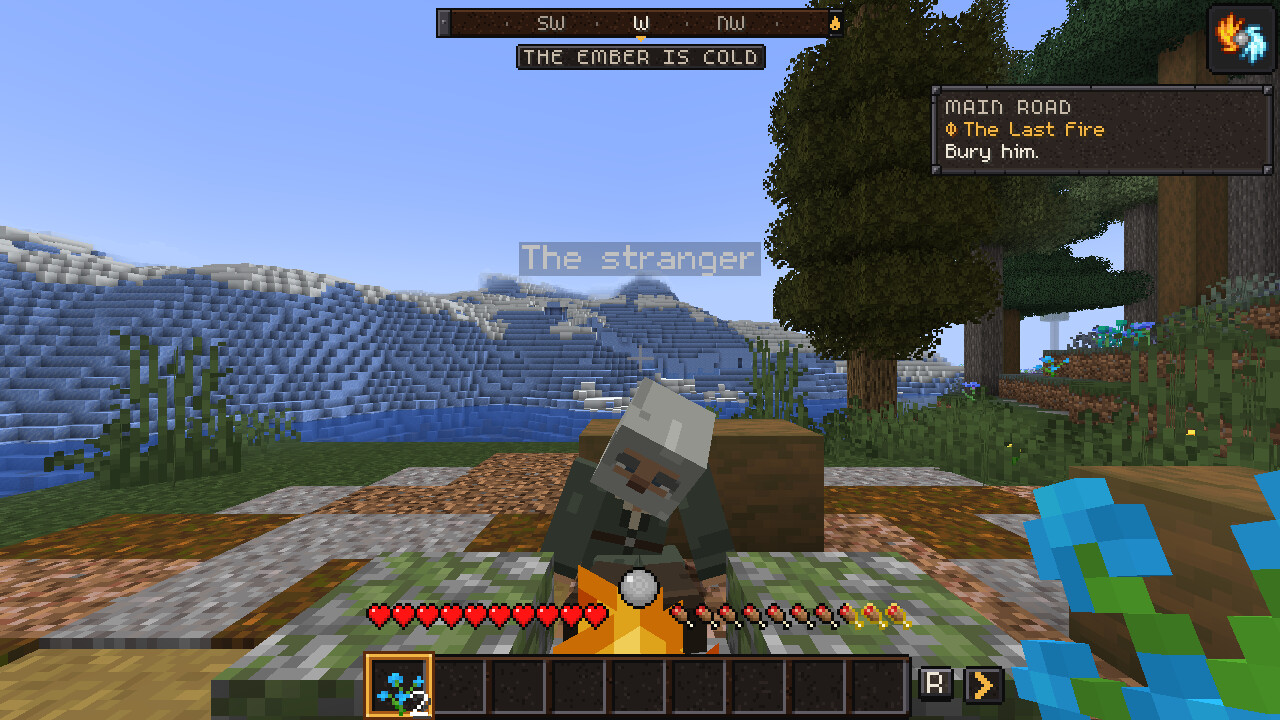 SW W NW
THE EMBER IS COLD
MAIN ROAD
The Last Fire
Bury him.
The stranger
2
R